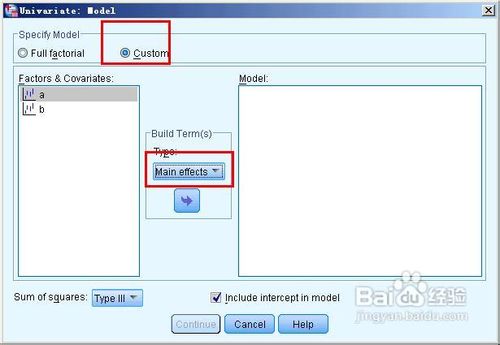 Univariate: Model
Specify Model
Full factorial
Custom
Factors & Covariates:
Model:
a
b
Build Term(s)
Type:
Main effects
Sum of squares:
Type III
Include intercept in model
Continue
Cancel
Help
Baidu 经验
jingyan.baidu.com